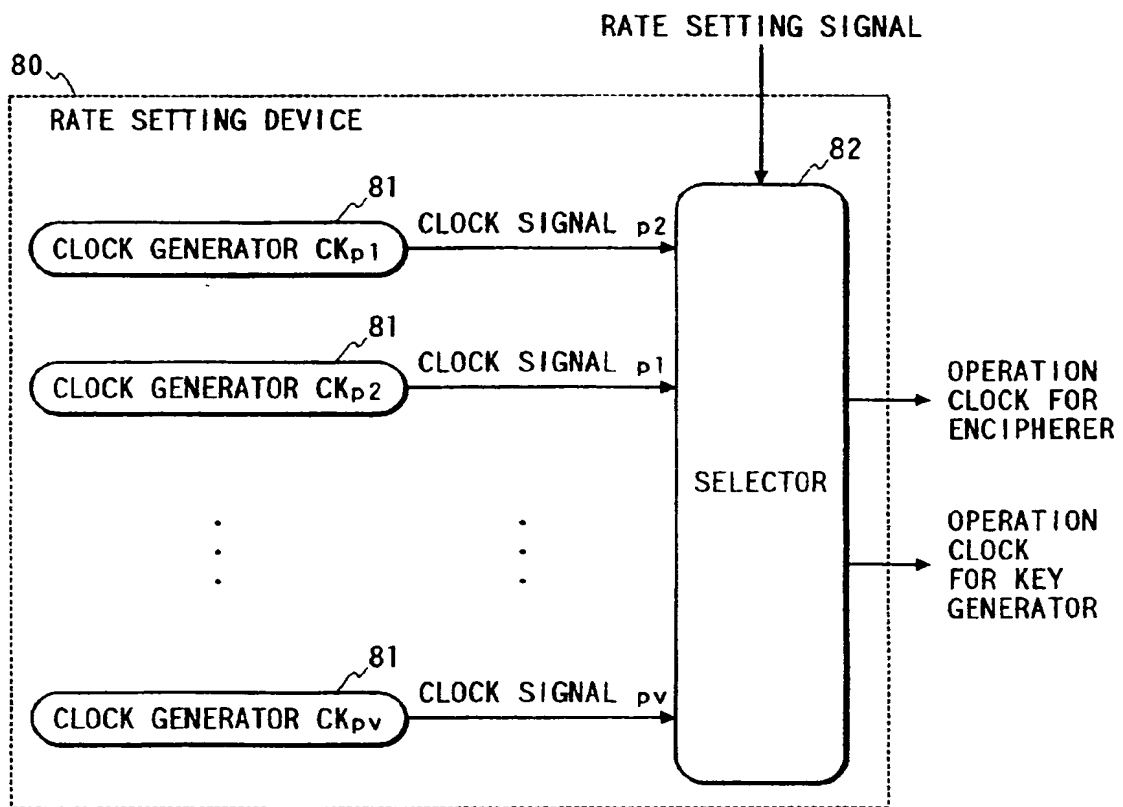 RATE SETTING SIGNAL
80
RATE SETTING DEVICE
82
81
CLOCK GENERATOR CKp1
CLOCK SIGNAL p2
81
CLOCK GENERATOR CKp2
CLOCK SIGNAL p1
OPERATION
CLOCK FOR
ENCIPHERER
SELECTOR
OPERATION
CLOCK
FOR KEY
GENERATOR
81
CLOCK GENERATOR CKpv
CLOCK SIGNAL pv